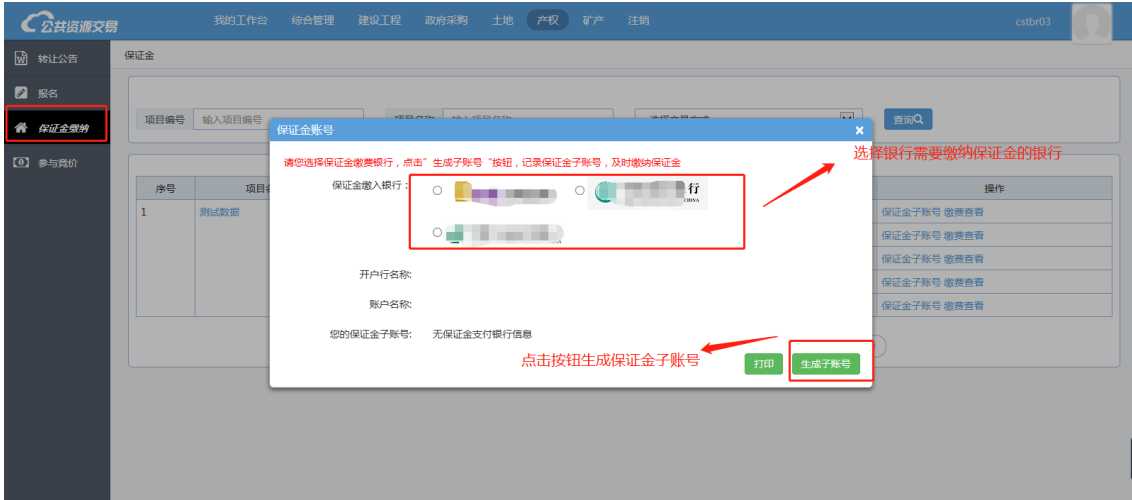 公共资源交易
我的工作台 综合管理 建设工程 政府采购 土地 产权 矿产 注销
cstbr03
转让公告
报名
保证金缴纳
参与竞价
保证金
项目编号 输入项目编号
查询
保证金账号
×
请您选择保证金缴费银行，点击“ 生成子账号 “按钮，记录保证金子账号，及时缴纳保证金
选择银行需要缴纳保证金的银行
保证金缴入银行：
行
CHINA
序号
操作
1 测试数据
保证金子账号 缴费查看
保证金子账号 缴费查看
保证金子账号 缴费查看
保证金子账号 缴费查看
保证金子账号 缴费查看
开户行名称:
账户名称:
您的保证金子账号: 无保证金支付银行信息
点击按钮生成保证金子账号
打印 生成子账号